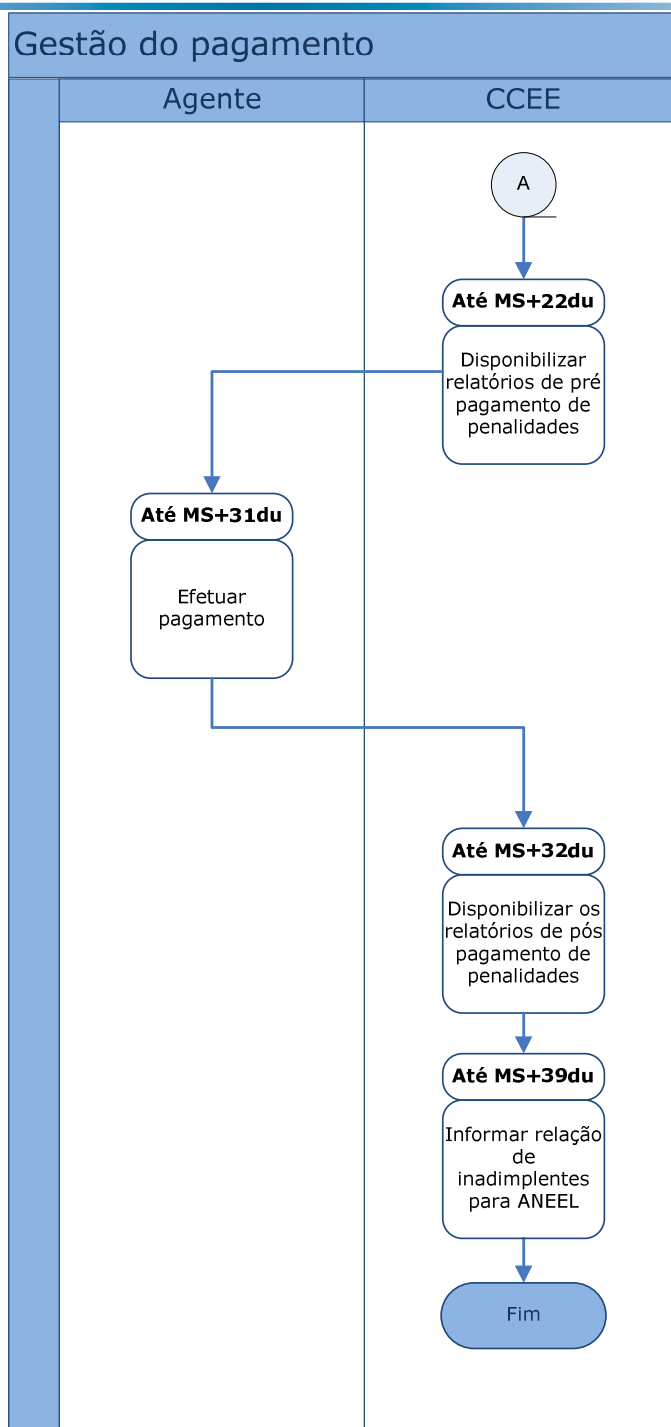 Gestão do pagamento
Agente
CCEE
A
Até MS+22du
Disponibilizar
relatórios de pré
pagamento de
penalidades
Até MS+31du
Efetuar
pagamento
Até MS+32du
Disponibilizar os
relatórios de pós
pagamento de
penalidades
Até MS+39du
Informar relação
de
inadimplentes
para ANEEL
Fim